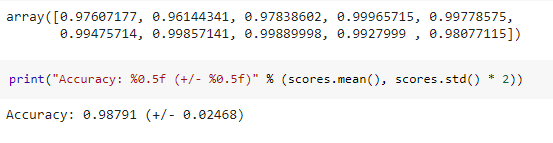 array([0.97607177, 0.96144341, 0.97838602, 0.99965715, 0.99778575,
0.99475714, 0.99857141, 0.99889998, 0.9927999 , 0.98077115])
print("Accuracy: %0.5f (+/- %0.5f)" % (scores.mean(), scores.std() * 2))
Accuracy: 0.98791 (+/- 0.02468)